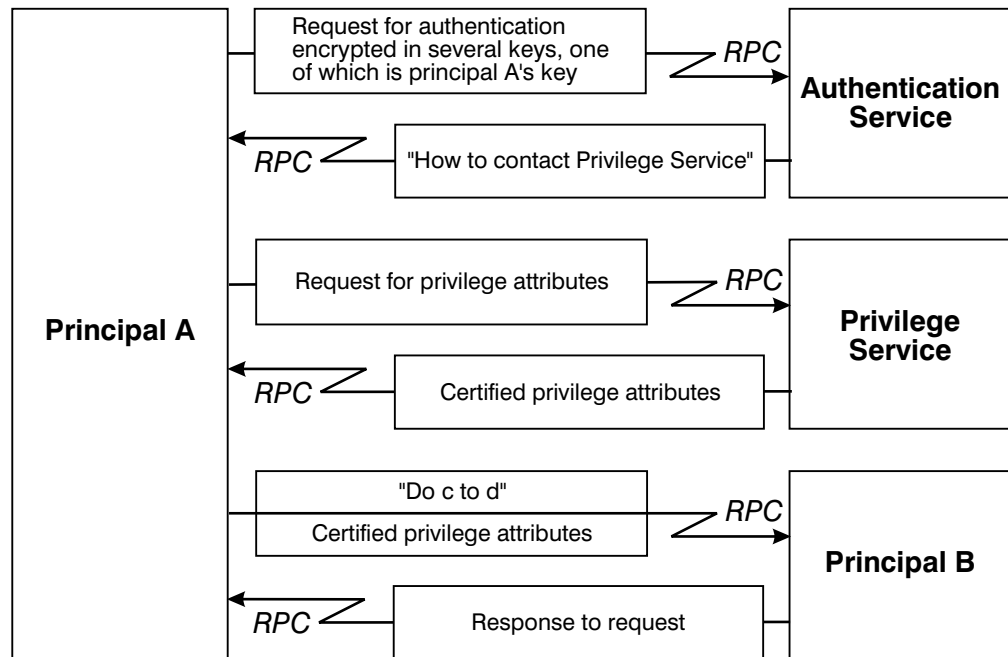 Request for authentication
encrypted in several keys, one
of which is principal A's key
RPC
Authentication
Service
RPC
"How to contact Privilege Service"
Principal A
Request for privilege attributes
RPC
Privilege
Service
RPC
Certified privilege attributes
"Do c to d"
Certified privilege attributes
RPC
Principal B
RPC
Response to request